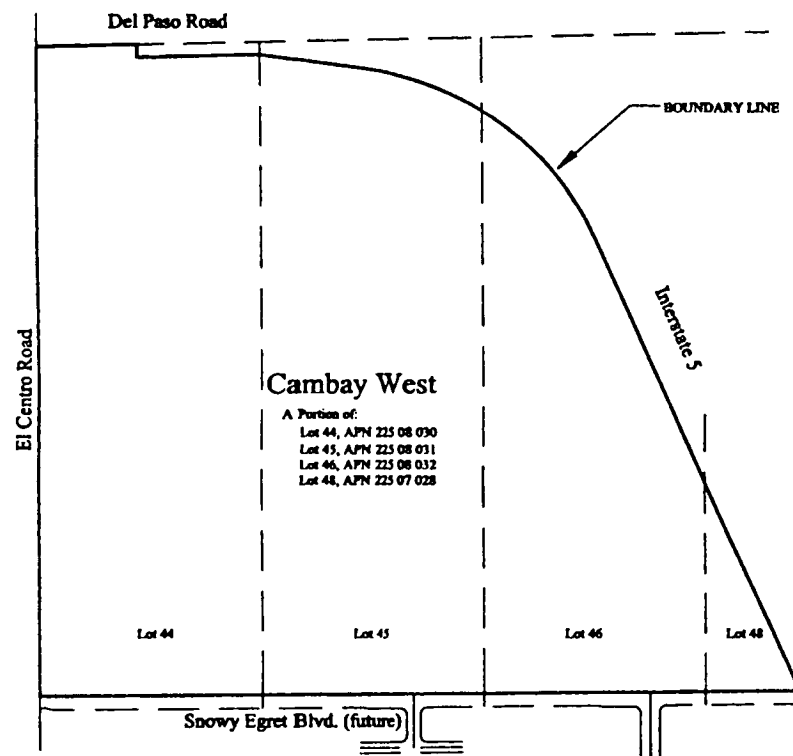 Del Paso Road
BOUNDARY LINE
Interstate 5
El Centro Road
Cambay West
A Portion of:
Lot 44, APN 225 08 030
Lot 45, APN 225 08 031
Lot 46, APN 225 08 032
Lot 48, APN 225 07 028
Lot 44
Lot 45
Lot 46
Lot 48
Snowy Egret Blvd. (future)